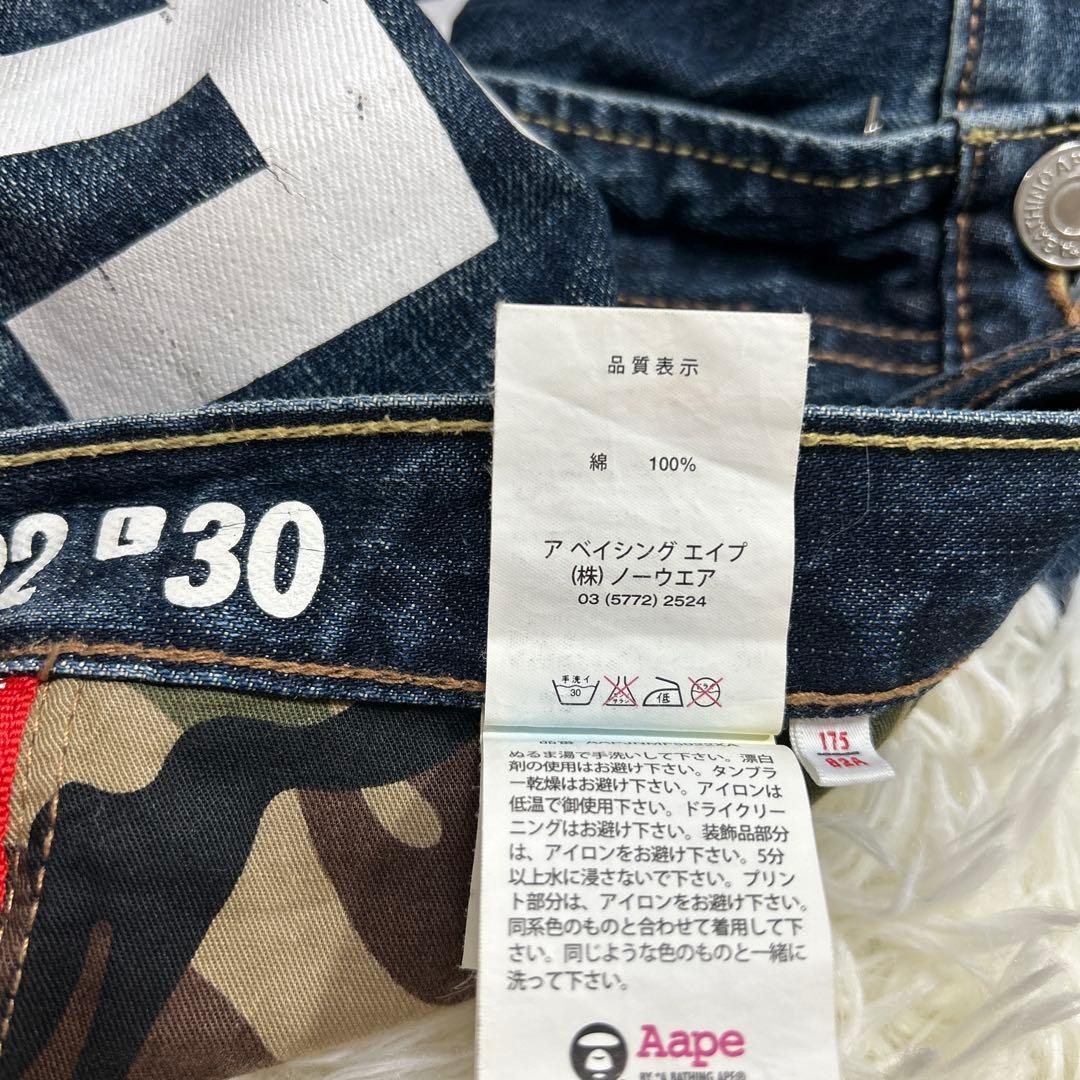 品質表示
綿 100%
ア ベイシング エイプ
(株) ノーウエア
03 (5772) 2524
手洗イ
30
低
L 30
175
82A
ぬるま湯で手洗いして下さい。漂白
剤の使用はお避け下さい。タンブラ
ー乾燥はお避け下さい。アイロンは
低温で御使用下さい。ドライクリー
ニングはお避け下さい。装飾品部分
は、アイロンをお避け下さい。5分
以上水に浸さないで下さい。プリン
ト部分は、アイロンをお避け下さい。
同系色のものと合わせて着用して下
さい。同じような色のものと一緒に
洗って下さい。
Aape
BY *A BATHING APE®